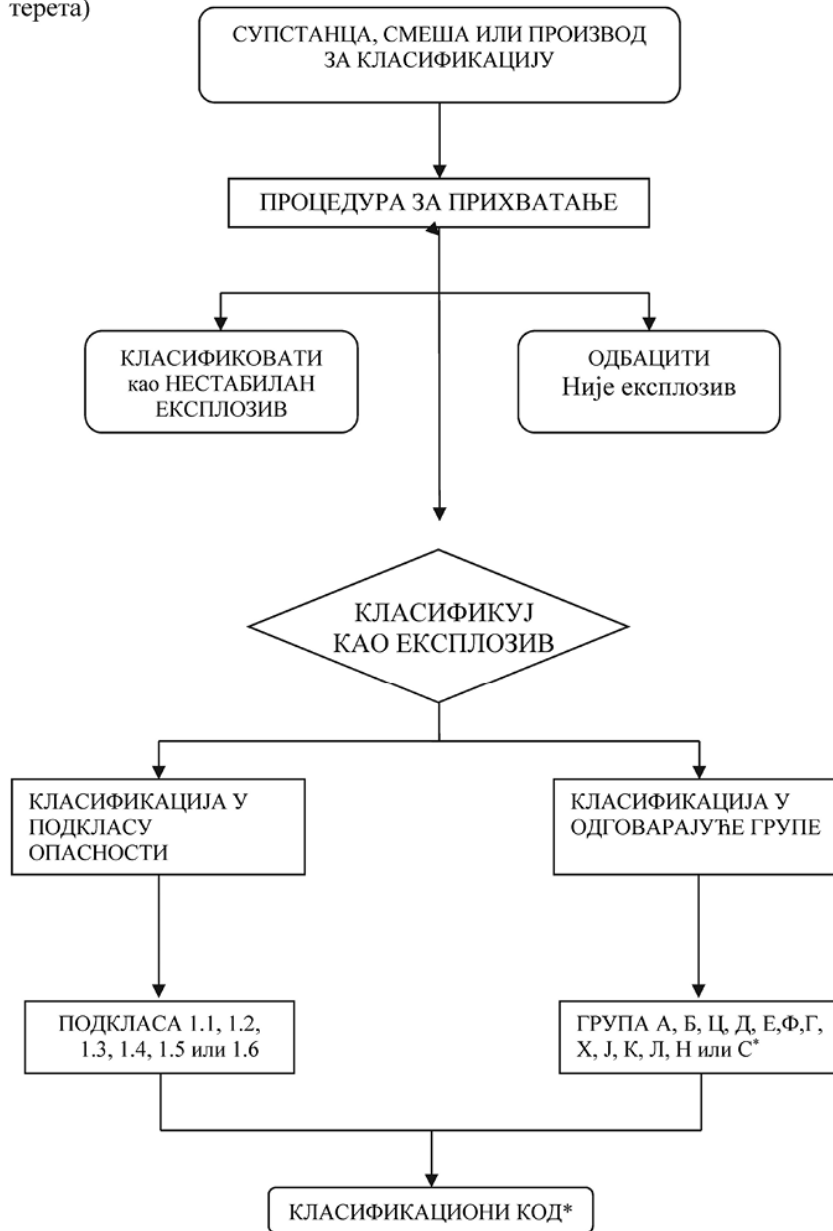 терета)
СУПСТАНЦА, СМЕША ИЛИ ПРОИЗВОД
ЗА КЛАСИФИКАЦИЈУ
ПРОЦЕДУРА ЗА ПРИХВАТАЊЕ
КЛАСИФИКОВАТИ
као НЕСТАБИЛАН
ЕКСПЛОЗИВ
ОДБАЦИТИ
Није експлозив
КЛАСИФИКУЈ
КАО ЕКСПЛОЗИВ
КЛАСИФИКАЦИЈА У
ПОДКЛАСУ
ОПАСНОСТИ
КЛАСИФИКАЦИЈА У
ОДГОВАРАЈУЋЕ ГРУПЕ
ПОДКЛАСА 1.1, 1.2,
1.3, 1.4, 1.5 или 1.6
ГРУПА А, Б, Ц, Д, Е,Ф,Г,
Х, Ј, К, Л, Н или С*
КЛАСИФИКАЦИОНИ КОД*